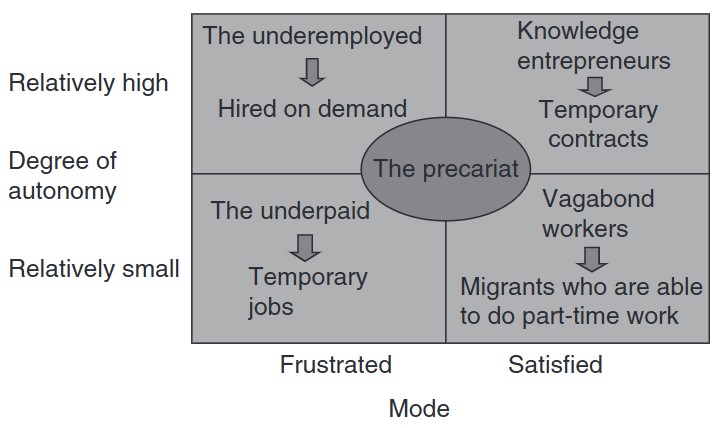 The underemployed
Hired on demand
Knowledge
entrepreneurs
Temporary
contracts
Relatively high
Degree of
autonomy
Relatively small
The precariat
The underpaid
Temporary
jobs
Vagabond
workers
Migrants who are able
to do part-time work
Frustrated
Satisfied
Mode